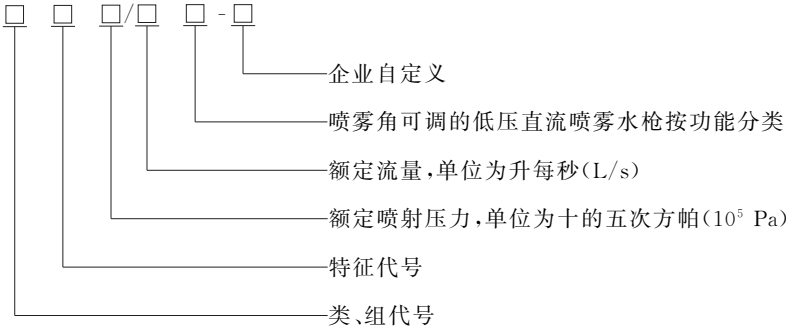 □ □ □/□ □-□
企业自定义
喷雾角可调的低压直流喷雾水枪按功能分类
额定流量,单位为升每秒(L/s)
额定喷射压力,单位为十的五次方帕(10⁵ Pa)
特征代号
类、组代号